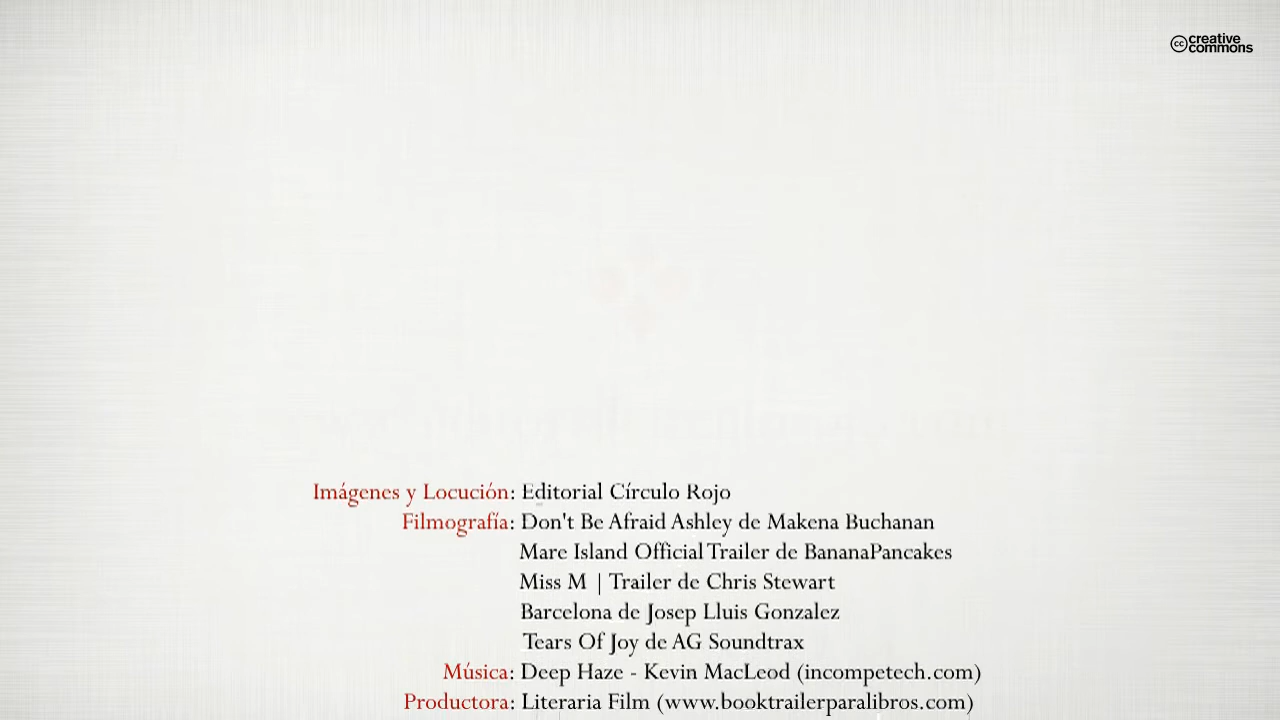 cc creative
commons
Imágenes y Locución: Editorial Círculo Rojo
Filmografía: Don't Be Afraid Ashley de Makena Buchanan
Mare Island Official Trailer de BananaPancakes
Miss M | Trailer de Chris Stewart
Barcelona de Josep Lluis Gonzalez
Tears Of Joy de AG Soundtrax
Música: Deep Haze - Kevin MacLeod (incompetech.com)
Productora: Literaria Film (www.booktrailerparalibros.com)